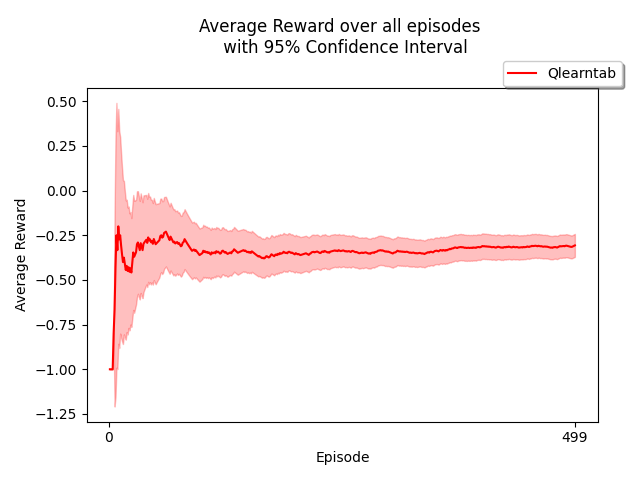 Average Reward over all episodes
with 95% Confidence Interval
Qlearntab
0.50
0.25
0.00
−0.25
−0.50
−0.75
−1.00
−1.25
Average Reward
0
499
Episode